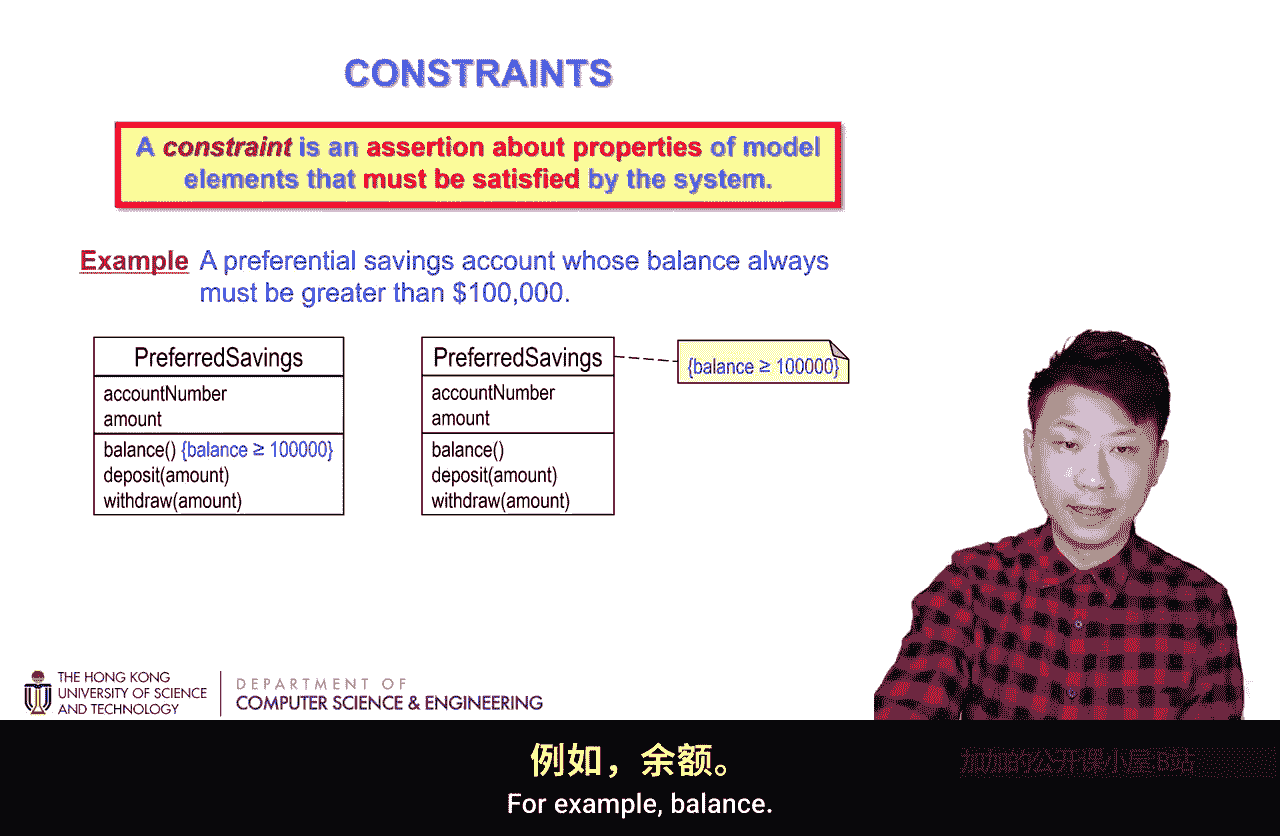 CONSTRAINTS
A constraint is an assertion about properties of model
elements that must be satisfied by the system.
Example A preferential savings account whose balance always
must be greater than $100,000.
PreferredSavings
accountNumber
amount
balance() {balance ≥ 100000}
deposit(amount)
withdraw(amount)
PreferredSavings
accountNumber
amount
balance()
deposit(amount)
withdraw(amount)
{balance ≥ 100000}
THE HONG KONG
UNIVERSITY OF SCIENCE
AND TECHNOLOGY
DEPARTMENT OF
COMPUTER SCIENCE & ENGINEERING
例如，余额。
加加的公开课小屋 B站
For example, balance.